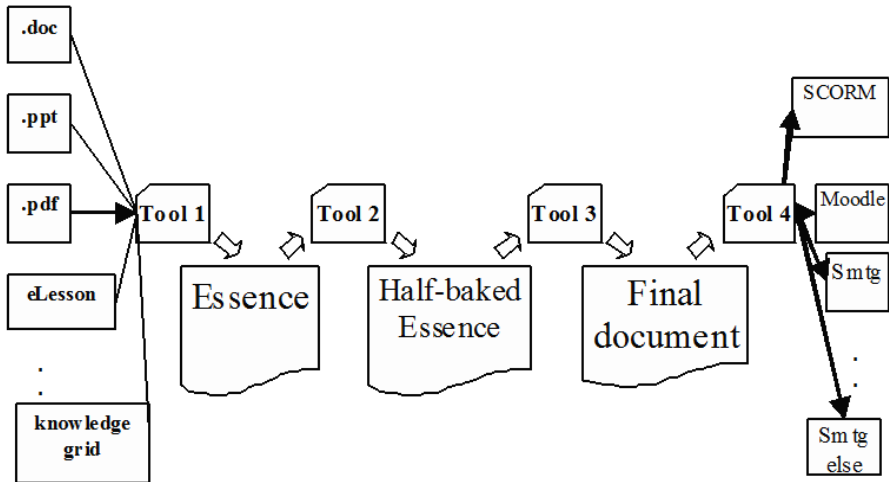 .doc
.ppt
.pdf
eLesson
.
.
knowledge
grid
Tool 1
Essence
Tool 2
Half-baked
Essence
Tool 3
Final
document
Tool 4
SCORM
Moodle
Smtg
.
.
Smtg
else